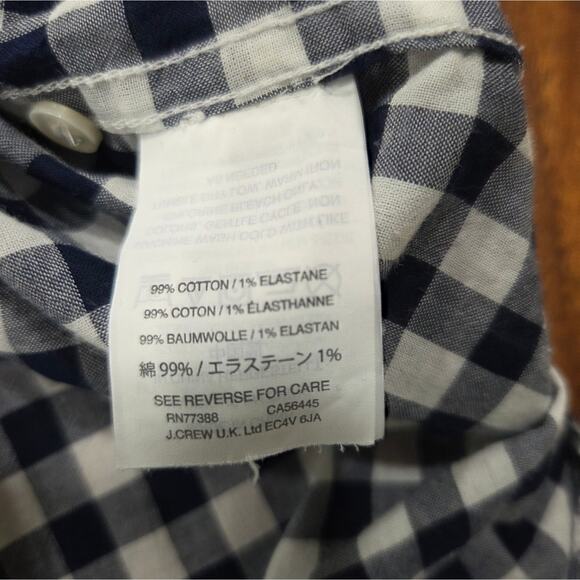 99% COTTON / 1% ELASTANE
99% COTON / 1% ÉLASTHANNE
99% BAUMWOLLE / 1% ELASTAN
綿 99% / エラステーン 1%
SEE REVERSE FOR CARE
RN77388 CA56445
J.CREW U.K. Ltd EC4V 6JA